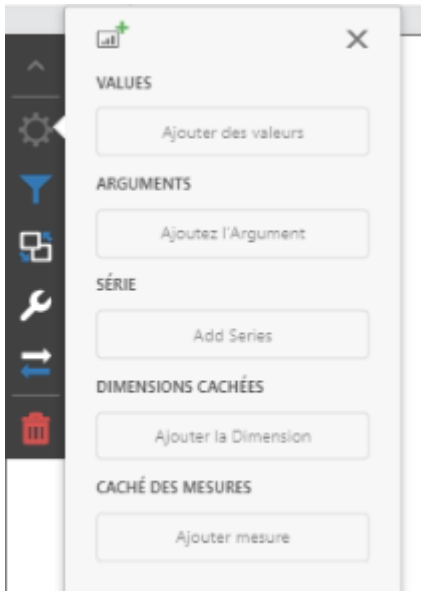 VALUES
Ajouter des valeurs
ARGUMENTS
Ajoutez l'Argument
SÉRIE
Add Series
DIMENSIONS CACHÉES
Ajouter la Dimension
CACHÉ DES MESURES
Ajouter mesure